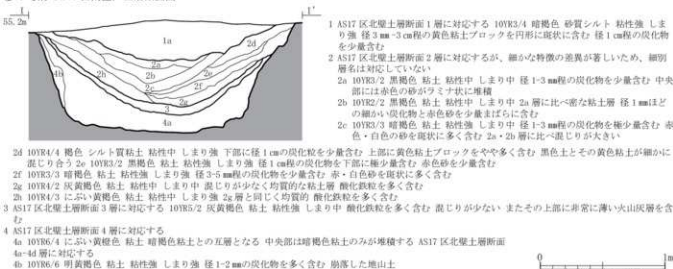 I
I'
55.2m
1a
2d
2a
2b
2c
2e
2f
2g
2h
4b
3
4a
1 AS17 区北壁土層断面 1 層に対応する 10YR3/4 暗褐色 砂質シルト 粘性強 しま
り強 径 3 mm-3 cm程の黄色粘土ブロックを円形に斑状に含む 径 1 cm程の炭化物
を少量含む
2 AS17 区北壁土層断面 2 層に対応するが、細かな特徴の差異が著しいため、細別
層名は対応していない
2a 10YR3/2 黒褐色 粘土 粘性中 しまり中 径 1-3 mm程の炭化物を少量含む 中央
部には赤色の砂がラミナ状に堆積
2b 10YR2/2 黒褐色 粘土 粘性中 しまり中 2a 層に比べ密な粘土層 径 1 mmほど
の細かい炭化物と赤色砂を少量まばらに含む
2c 10YR3/3 暗褐色 粘土 粘性強 しまり中 径 1-3 mm程の炭化物を極少量含む 赤
色・白色の砂を斑状に多く含む 2a・2b 層に比べ混じりが大きい
2d 10YR4/4 褐色 シルト質粘土 粘性中 しまり強 下部に径 1 cmの炭化粒を少量含む 上部に黄色粘土ブロックをやや多く含む 黒色土とその黄色粘土が細かに
混じり合う 2e 10YR3/2 黒褐色 粘土 粘性強 しまり強 径 1 cm程の炭化物を下部に極少量含む 赤色砂を少量含む
2f 10YR3/3 暗褐色 粘土 粘性強 しまり強 径 3-5 mm程の炭化物を少量含む 赤・白色砂を斑状に多く含む
2g 10YR4/2 灰黄褐色 粘土 粘性中 しまり中 混じりが少なく均質的な粘土層 酸化鉄粒を多く含む
2h 10YR4/3 にぶい黄褐色 粘土 粘性中 しまり強 2g 層と同じく均質的 酸化鉄粒を多く含む
3 AS17 区北壁土層断面 3 層に対応する 10YR5/2 灰黄褐色 粘土 粘性強 しまり中 酸化鉄粒を多く含む 混じりが少ない またその上部に非常に薄い火山灰層を含
む
4 AS17 区北壁土層断面 4 層に対応する
4a 10YR6/4 にぶい黄橙色 粘土 暗褐色粘土との互層となる 中央部は暗褐色粘土のみが堆積する AS17 区北壁土層断面
4a-4d 層に対応する
4b 10YR6/6 明黄褐色 粘土 粘性強 しまり強 径 1-2 mmの炭化物を多く含む 崩落した地山土
0
1m